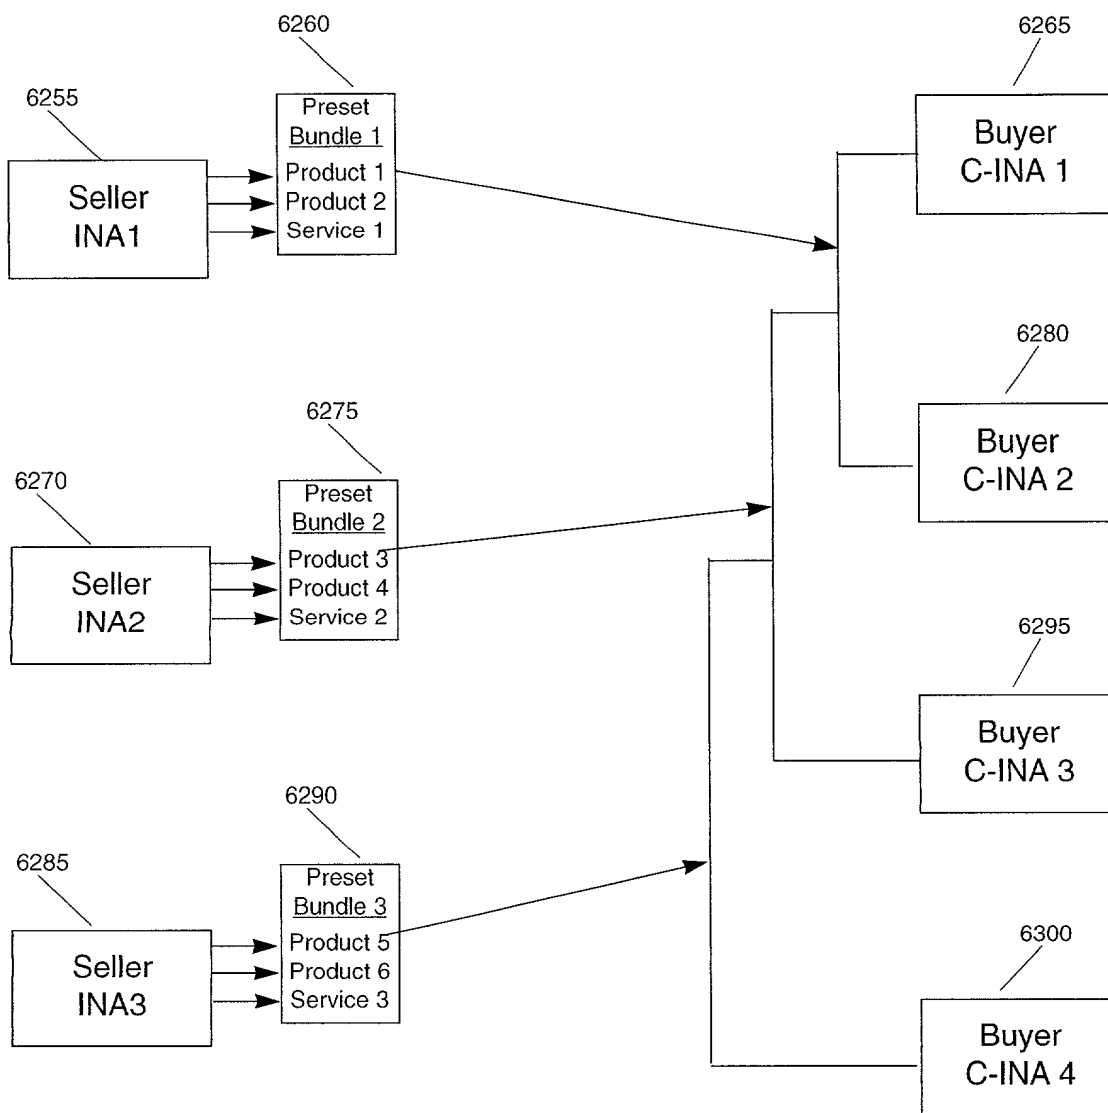 6260
6265
6255
Preset
Bundle 1
Product 1
Product 2
Service 1
Seller
INA1
Buyer
C-INA 1
6280
6275
Buyer
C-INA 2
6270
Preset
Bundle 2
Product 3
Product 4
Service 2
Seller
INA2
6295
Buyer
C-INA 3
6290
6285
Preset
Bundle 3
Product 5
Product 6
Service 3
Seller
INA3
6300
Buyer
C-INA 4